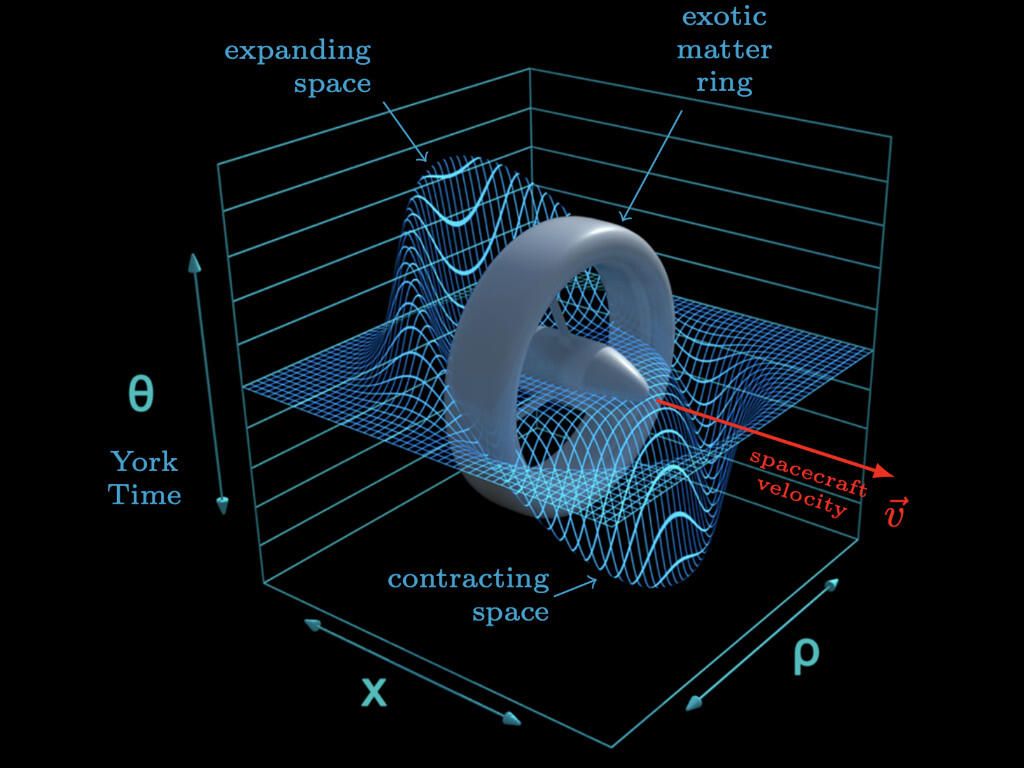 exotic
matter
ring
expanding
space
θ
York
Time
spacecraft
velocity
v⃗
contracting
space
x
ρ